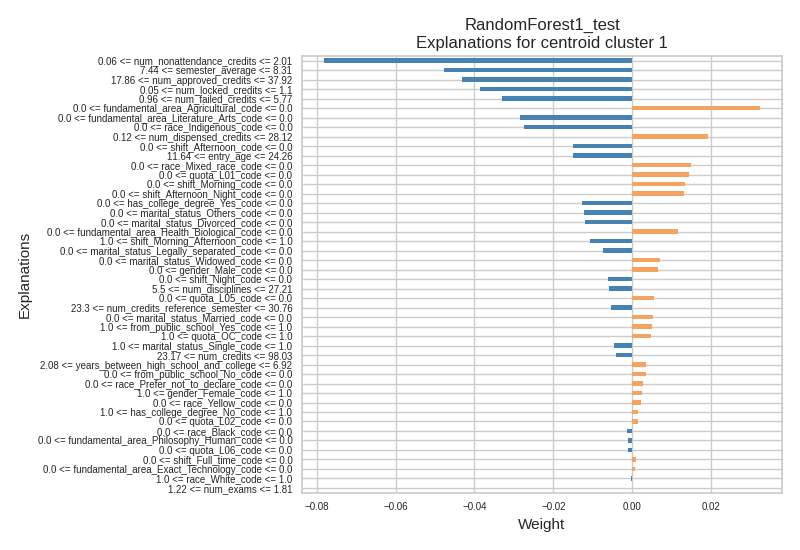 RandomForest1_test
Explanations for centroid cluster 1
0.06 <= num_nonattendance_credits <= 2.01
7.44 <= semester_average <= 8.31
17.86 <= num_approved_credits <= 37.92
0.05 <= num_locked_credits <= 1.1
0.96 <= num_failed_credits <= 5.77
0.0 <= fundamental_area_Agricultural_code <= 0.0
0.0 <= fundamental_area_Literature_Arts_code <= 0.0
0.0 <= race_Indigenous_code <= 0.0
0.12 <= num_dispensed_credits <= 28.12
0.0 <= shift_Afternoon_code <= 0.0
11.64 <= entry_age <= 24.26
0.0 <= race_Mixed_race_code <= 0.0
0.0 <= quota_L01_code <= 0.0
0.0 <= shift_Morning_code <= 0.0
0.0 <= shift_Afternoon_Night_code <= 0.0
0.0 <= has_college_degree_Yes_code <= 0.0
0.0 <= marital_status_Others_code <= 0.0
0.0 <= marital_status_Divorced_code <= 0.0
0.0 <= fundamental_area_Health_Biological_code <= 0.0
1.0 <= shift_Morning_Afternoon_code <= 1.0
0.0 <= marital_status_Legally_separated_code <= 0.0
0.0 <= marital_status_Widowed_code <= 0.0
0.0 <= gender_Male_code <= 0.0
0.0 <= shift_Night_code <= 0.0
5.5 <= num_disciplines <= 27.21
0.0 <= quota_L05_code <= 0.0
23.3 <= num_credits_reference_semester <= 30.76
0.0 <= marital_status_Married_code <= 0.0
1.0 <= from_public_school_Yes_code <= 1.0
1.0 <= quota_OC_code <= 1.0
1.0 <= marital_status_Single_code <= 1.0
23.17 <= num_credits <= 98.03
2.08 <= years_between_high_school_and_college <= 6.92
0.0 <= from_public_school_No_code <= 0.0
0.0 <= race_Prefer_not_to_declare_code <= 0.0
1.0 <= gender_Female_code <= 1.0
0.0 <= race_Yellow_code <= 0.0
1.0 <= has_college_degree_No_code <= 1.0
0.0 <= quota_L02_code <= 0.0
0.0 <= race_Black_code <= 0.0
0.0 <= fundamental_area_Philosophy_Human_code <= 0.0
0.0 <= quota_L06_code <= 0.0
0.0 <= shift_Full_time_code <= 0.0
0.0 <= fundamental_area_Exact_Technology_code <= 0.0
1.0 <= race_White_code <= 1.0
1.22 <= num_exams <= 1.81
Explanations
−0.08 −0.06 −0.04 −0.02 0.00 0.02
Weight